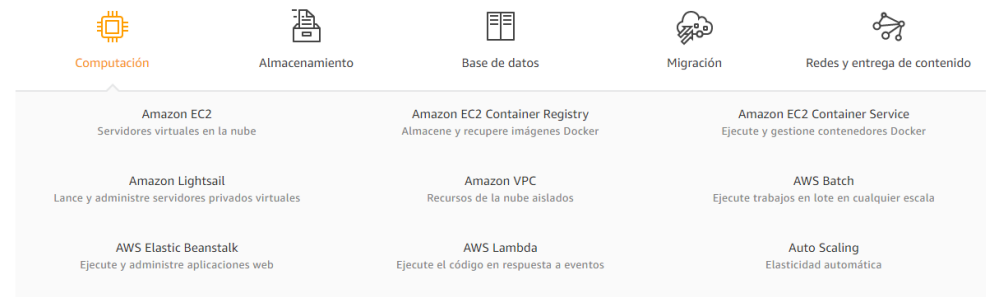 Computación
Almacenamiento
Base de datos
Migración
Redes y entrega de contenido
Amazon EC2
Servidores virtuales en la nube
Amazon EC2 Container Registry
Almacene y recupere imágenes Docker
Amazon EC2 Container Service
Ejecute y gestione contenedores Docker
Amazon Lightsail
Lance y administre servidores privados virtuales
Amazon VPC
Recursos de la nube aislados
AWS Batch
Ejecute trabajos en lote en cualquier escala
AWS Elastic Beanstalk
Ejecute y administre aplicaciones web
AWS Lambda
Ejecute el código en respuesta a eventos
Auto Scaling
Elasticidad automática